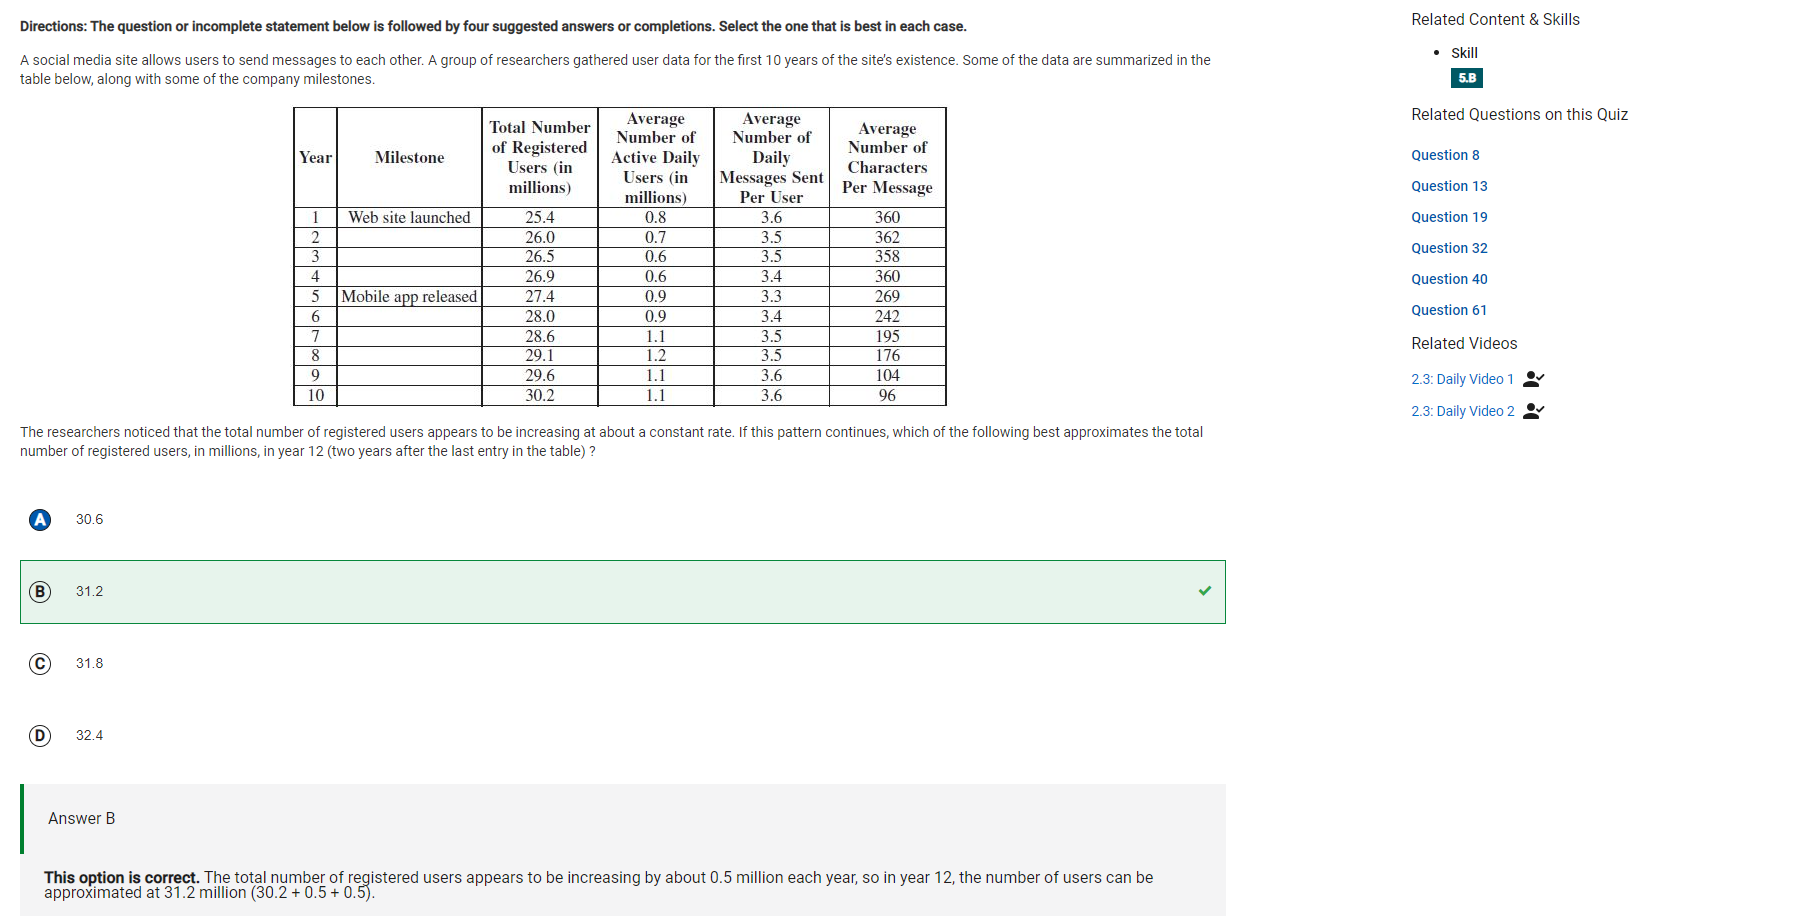 Directions: The question or incomplete statement below is followed by four suggested answers or completions. Select the one that is best in each case.
A social media site allows users to send messages to each other. A group of researchers gathered user data for the first 10 years of the site's existence. Some of the data are summarized in the
table below, along with some of the company milestones.
Year Milestone Total Number of Registered Users (in millions) Average Number of Active Daily Users (in millions) Average Number of Daily Messages Sent Per User Average Number of Characters Per Message
1 Web site launched 25.4 0.8 3.6 360
2 26.0 0.7 3.5 362
3 26.5 0.6 3.5 358
4 26.9 0.6 3.4 360
5 Mobile app released 27.4 0.9 3.3 269
6 28.0 0.9 3.4 242
7 28.6 1.1 3.5 195
8 29.1 1.2 3.5 176
9 29.6 1.1 3.6 104
10 30.2 1.1 3.6 96
The researchers noticed that the total number of registered users appears to be increasing at about a constant rate. If this pattern continues, which of the following best approximates the total
number of registered users, in millions, in year 12 (two years after the last entry in the table) ?
A 30.6
B 31.2
C 31.8
D 32.4
Answer B
This option is correct. The total number of registered users appears to be increasing by about 0.5 million each year, so in year 12, the number of users can be
approximated at 31.2 million (30.2 + 0.5 + 0.5).
Related Content & Skills
• Skill
5.B
Related Questions on this Quiz
Question 8
Question 13
Question 19
Question 32
Question 40
Question 61
Related Videos
2.3: Daily Video 1
2.3: Daily Video 2